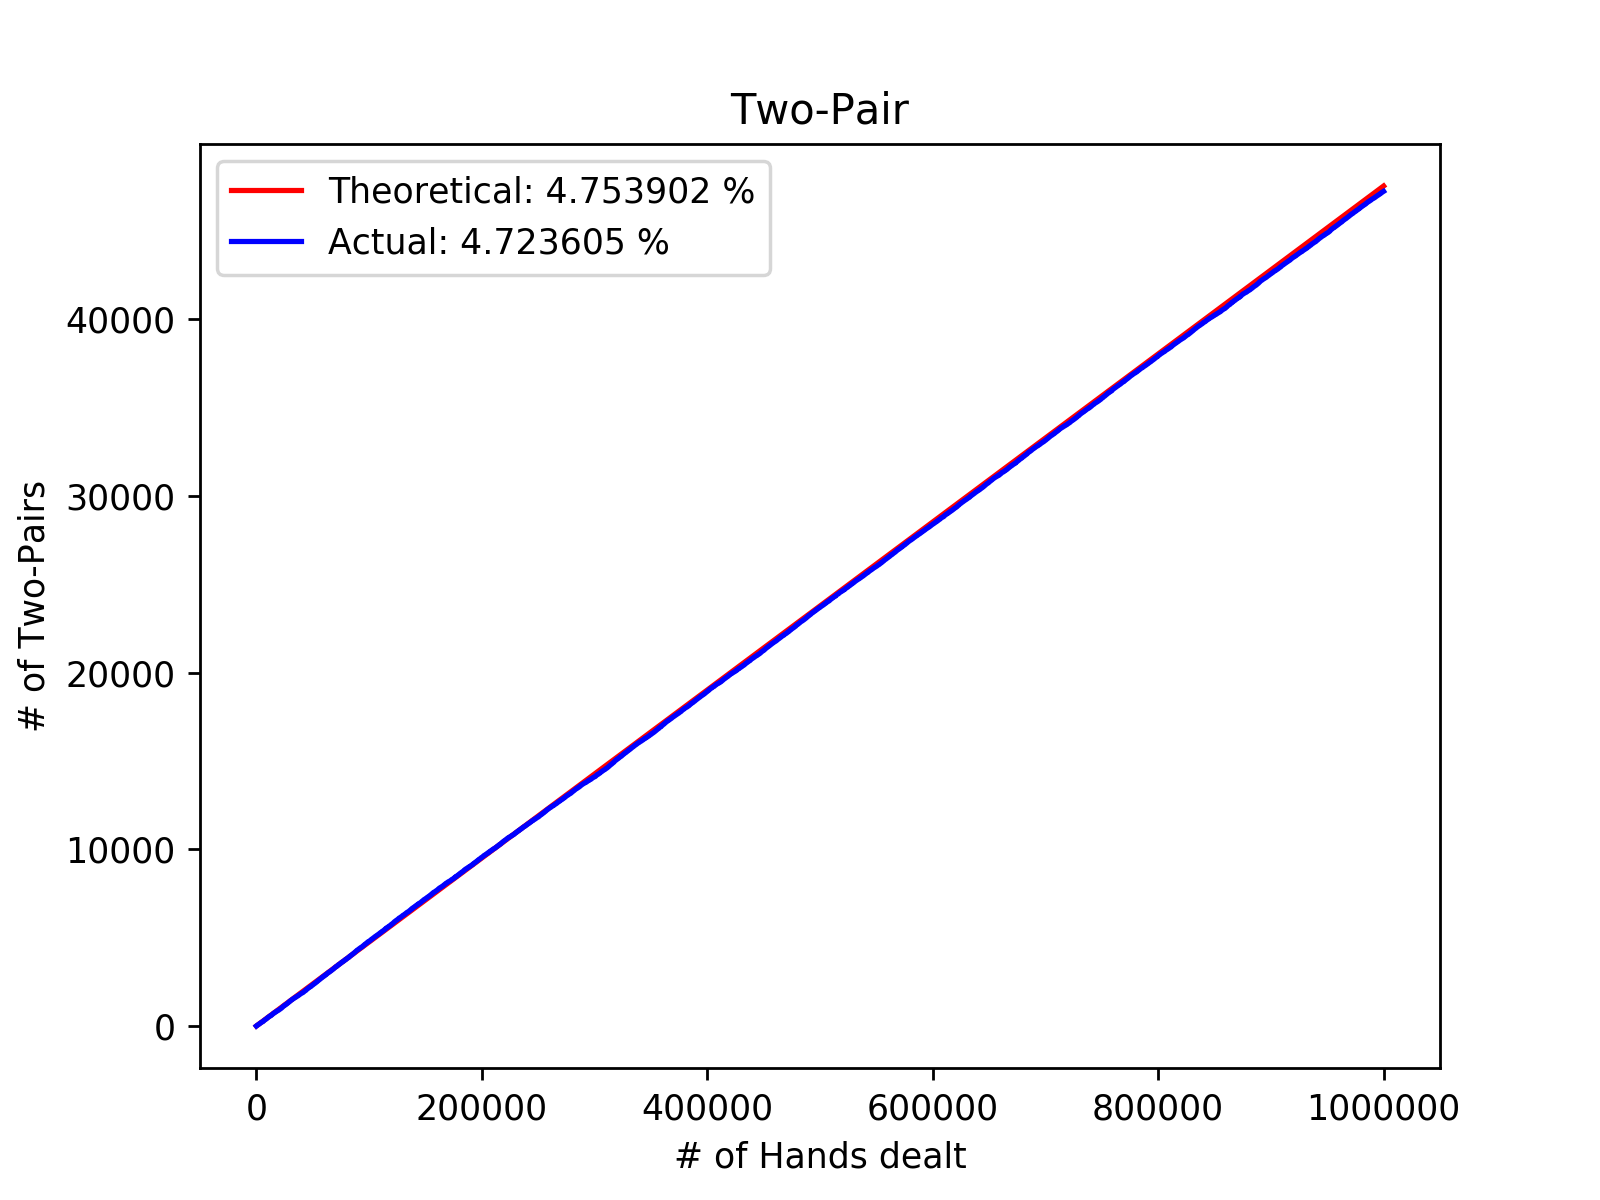 Two-Pair
Theoretical: 4.753902 %
Actual: 4.723605 %
# of Two-Pairs
40000
30000
20000
10000
0
0 200000 400000 600000 800000 1000000
# of Hands dealt